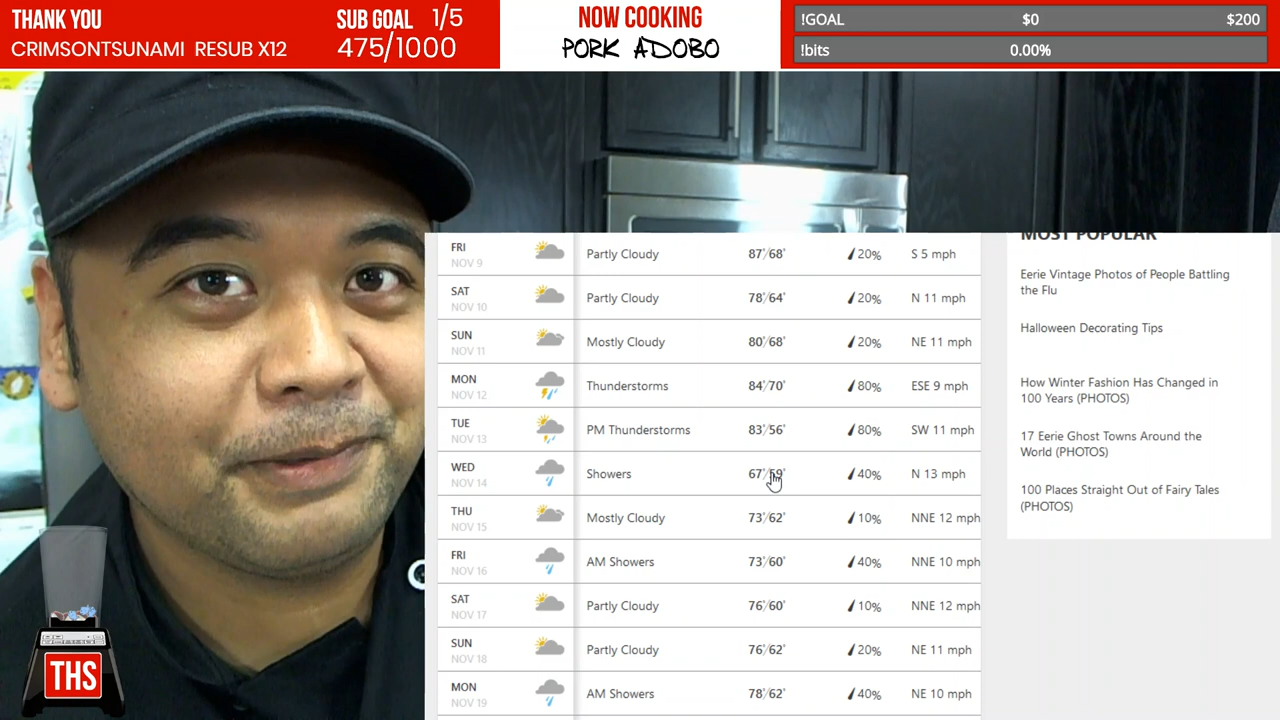 THANK YOU
CRIMSONTSUNAMI RESUB X12
SUB GOAL 1/5
475/1000
NOW COOKING
PORK ADOBO
!GOAL $0 $200
!bits 0.00%
FRI
NOV 9
Partly Cloudy 87°/68° 20% S 5 mph
SAT
NOV 10
Partly Cloudy 78°/64° 20% N 11 mph
SUN
NOV 11
Mostly Cloudy 80°/68° 20% NE 11 mph
MON
NOV 12
Thunderstorms 84°/70° 80% ESE 9 mph
TUE
NOV 13
PM Thunderstorms 83°/56° 80% SW 11 mph
WED
NOV 14
Showers 67°/59° 40% N 13 mph
THU
NOV 15
Mostly Cloudy 73°/62° 10% NNE 12 mph
FRI
NOV 16
AM Showers 73°/60° 40% NNE 10 mph
SAT
NOV 17
Partly Cloudy 76°/60° 10% NNE 12 mph
SUN
NOV 18
Partly Cloudy 76°/62° 20% NE 11 mph
MON
NOV 19
AM Showers 78°/62° 40% NE 10 mph
MOST POPULAR
Eerie Vintage Photos of People Battling
the Flu
Halloween Decorating Tips
How Winter Fashion Has Changed in
100 Years (PHOTOS)
17 Eerie Ghost Towns Around the
World (PHOTOS)
100 Places Straight Out of Fairy Tales
(PHOTOS)
THS